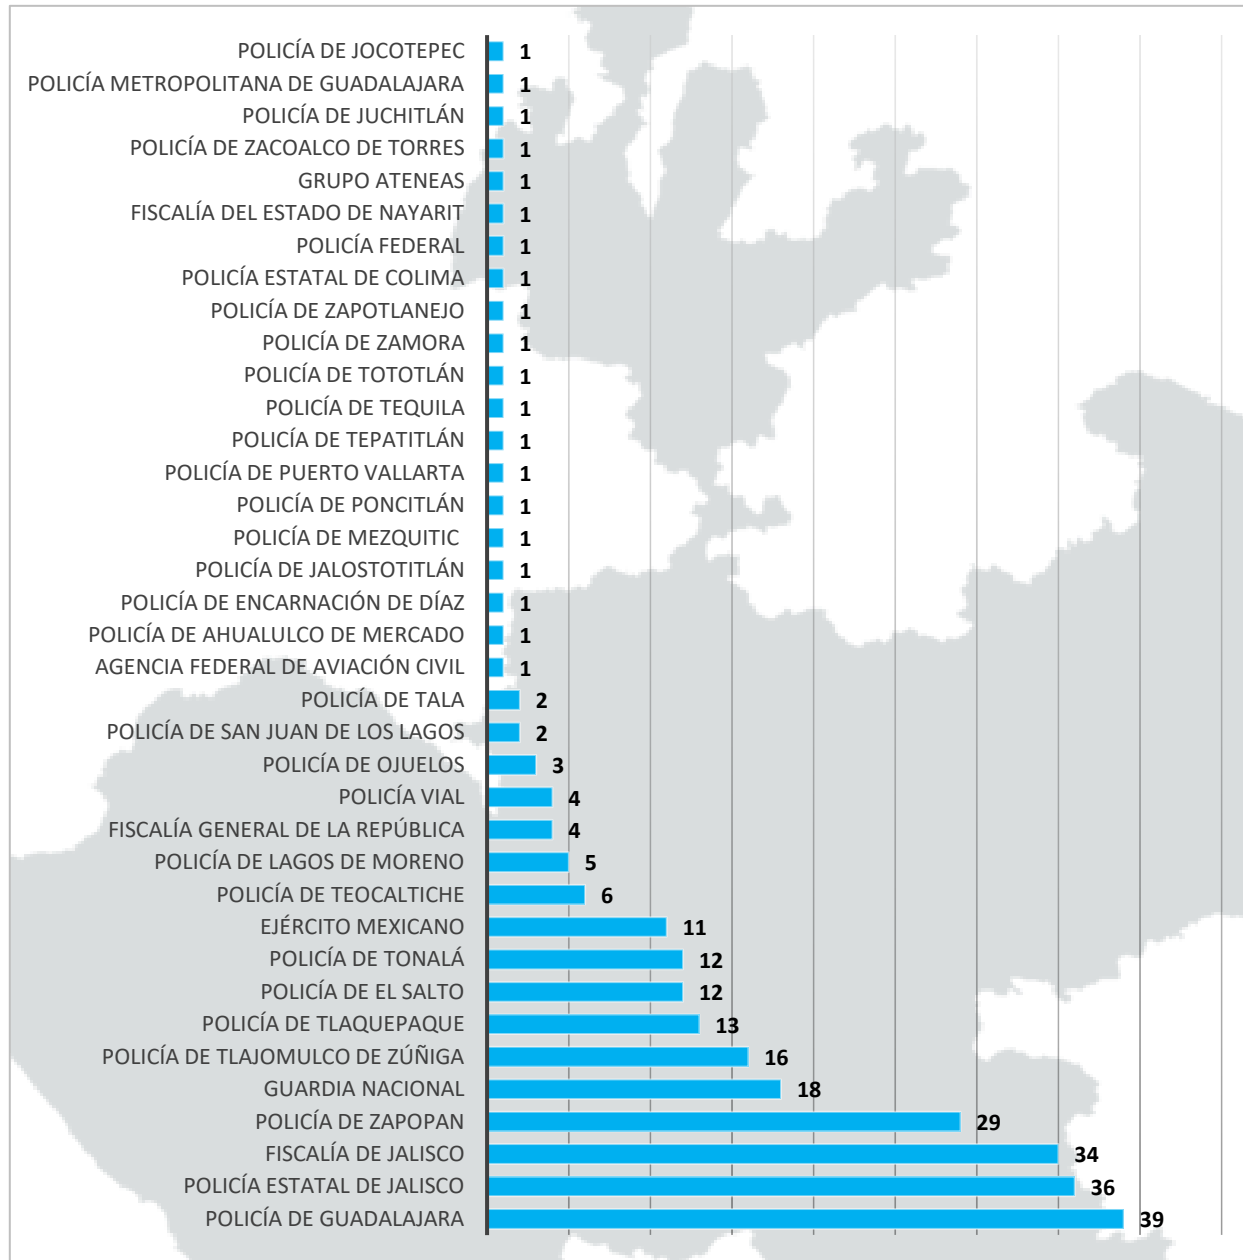 POLICÍA DE JOCOTEPEC 1
POLICÍA METROPOLITANA DE GUADALAJARA 1
POLICÍA DE JUCHITLÁN 1
POLICÍA DE ZACOALCO DE TORRES 1
GRUPO ATENEAS 1
FISCALÍA DEL ESTADO DE NAYARIT 1
POLICÍA FEDERAL 1
POLICÍA ESTATAL DE COLIMA 1
POLICÍA DE ZAPOTLANEJO 1
POLICÍA DE ZAMORA 1
POLICÍA DE TOTOTLÁN 1
POLICÍA DE TEQUILA 1
POLICÍA DE TEPATITLÁN 1
POLICÍA DE PUERTO VALLARTA 1
POLICÍA DE PONCITLÁN 1
POLICÍA DE MEZQUITIC 1
POLICÍA DE JALOSTOTITLÁN 1
POLICÍA DE ENCARNACIÓN DE DÍAZ 1
POLICÍA DE AHUALULCO DE MERCADO 1
AGENCIA FEDERAL DE AVIACIÓN CIVIL 1
POLICÍA DE TALA 2
POLICÍA DE SAN JUAN DE LOS LAGOS 2
POLICÍA DE OJUELOS 3
POLICÍA VIAL 4
FISCALÍA GENERAL DE LA REPÚBLICA 4
POLICÍA DE LAGOS DE MORENO 5
POLICÍA DE TEOCALTICHE 6
EJÉRCITO MEXICANO 11
POLICÍA DE TONALÁ 12
POLICÍA DE EL SALTO 12
POLICÍA DE TLAQUEPAQUE 13
POLICÍA DE TLAJOMULCO DE ZÚÑIGA 16
GUARDIA NACIONAL 18
POLICÍA DE ZAPOPAN 29
FISCALÍA DE JALISCO 34
POLICÍA ESTATAL DE JALISCO 36
POLICÍA DE GUADALAJARA 39